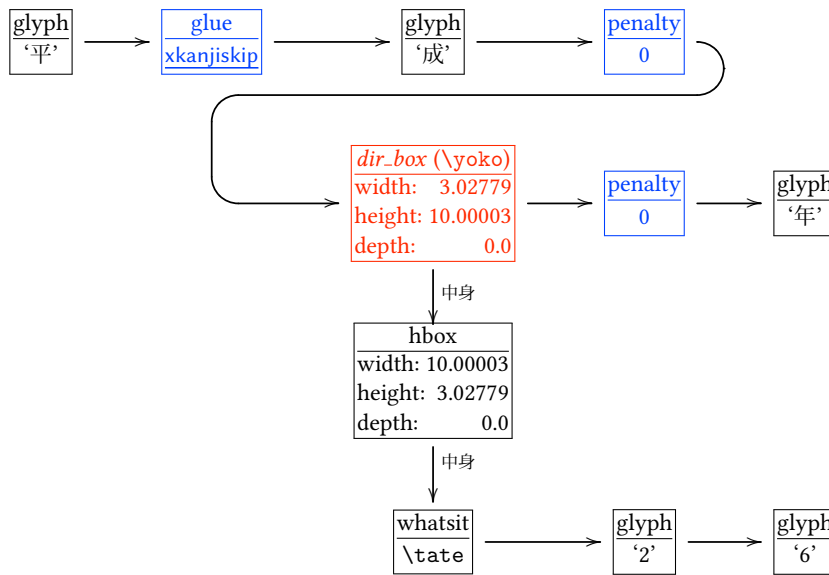 glyph
‘平’
glue
xkanjiskip
glyph
‘成’
penalty
0
dir_box (\yoko)
width: 3.02779
height: 10.00003
depth: 0.0
penalty
0
glyph
‘年’
中身
hbox
width: 10.00003
height: 3.02779
depth: 0.0
中身
whatsit
\tate
glyph
‘2’
glyph
‘6’